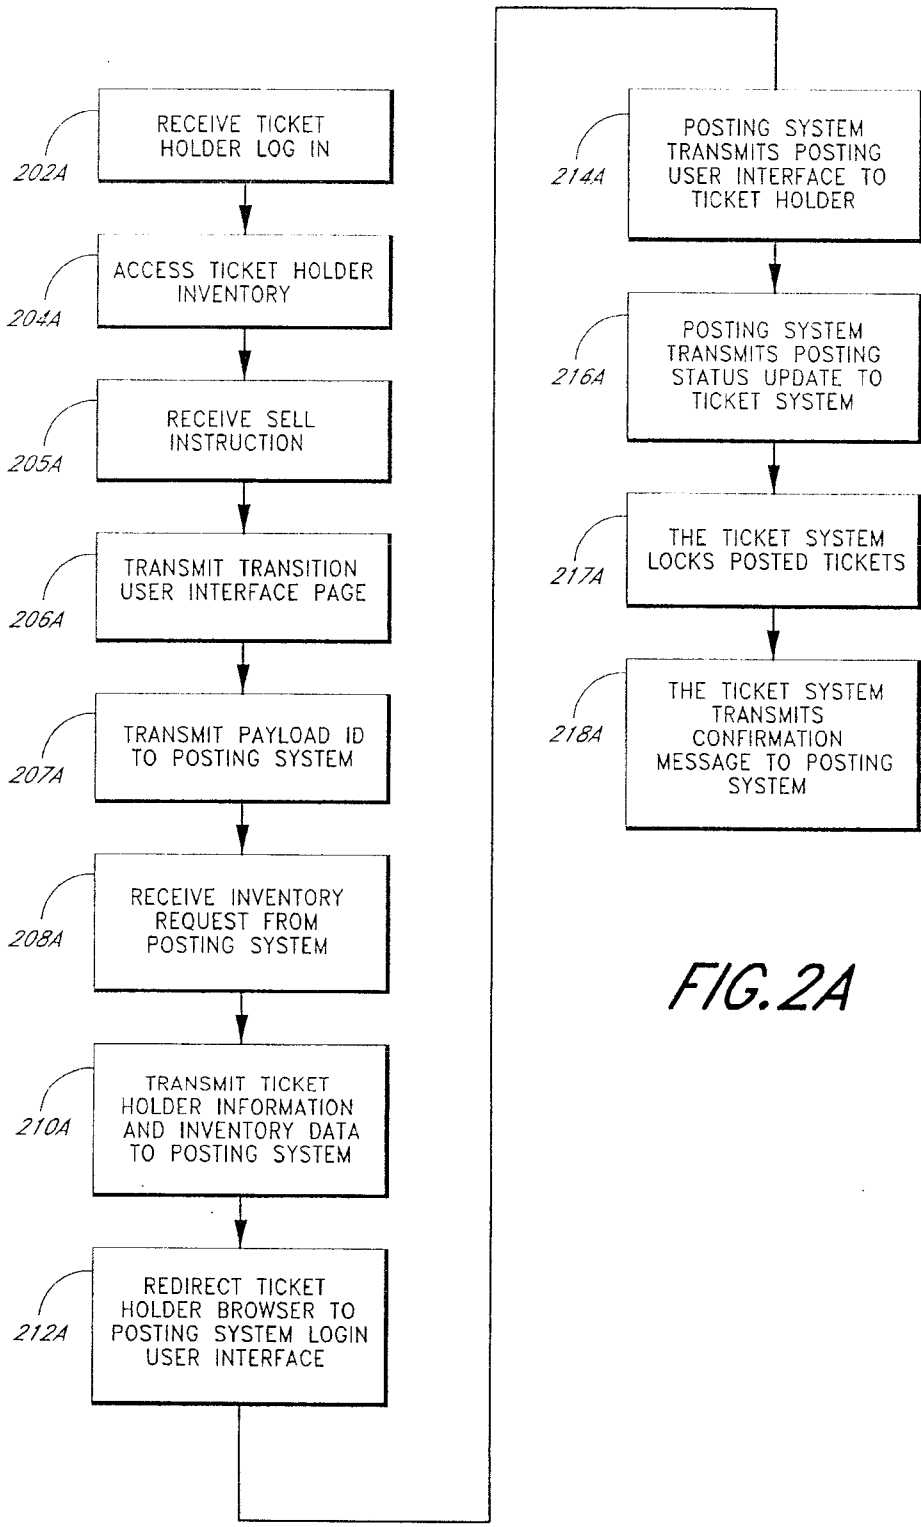 RECEIVE TICKET
HOLDER LOG IN
202A
ACCESS TICKET HOLDER
INVENTORY
204A
RECEIVE SELL
INSTRUCTION
205A
TRANSMIT TRANSITION
USER INTERFACE PAGE
206A
TRANSMIT PAYLOAD ID
TO POSTING SYSTEM
207A
RECEIVE INVENTORY
REQUEST FROM
POSTING SYSTEM
208A
TRANSMIT TICKET
HOLDER INFORMATION
AND INVENTORY DATA
TO POSTING SYSTEM
210A
REDIRECT TICKET
HOLDER BROWSER TO
POSTING SYSTEM LOGIN
USER INTERFACE
212A
POSTING SYSTEM
TRANSMITS POSTING
USER INTERFACE TO
TICKET HOLDER
214A
POSTING SYSTEM
TRANSMITS POSTING
STATUS UPDATE TO
TICKET SYSTEM
216A
THE TICKET SYSTEM
LOCKS POSTED TICKETS
217A
THE TICKET SYSTEM
TRANSMITS
CONFIRMATION
MESSAGE TO POSTING
SYSTEM
218A
FIG. 2A